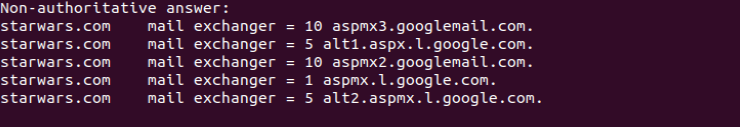 Non-authoritative answer:
starwars.com    mail exchanger = 10 aspmx3.googlemail.com.
starwars.com    mail exchanger = 5 alt1.aspx.l.google.com.
starwars.com    mail exchanger = 10 aspmx2.googlemail.com.
starwars.com    mail exchanger = 1 aspmx.l.google.com.
starwars.com    mail exchanger = 5 alt2.aspmx.l.google.com.